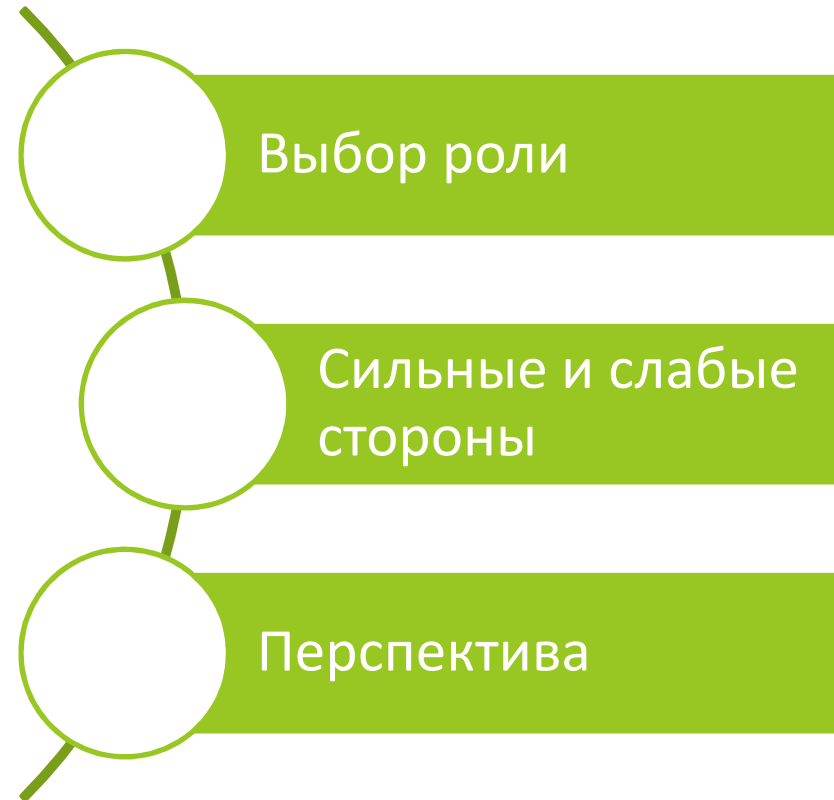 Выбор роли
Сильные и слабые
стороны
Перспектива